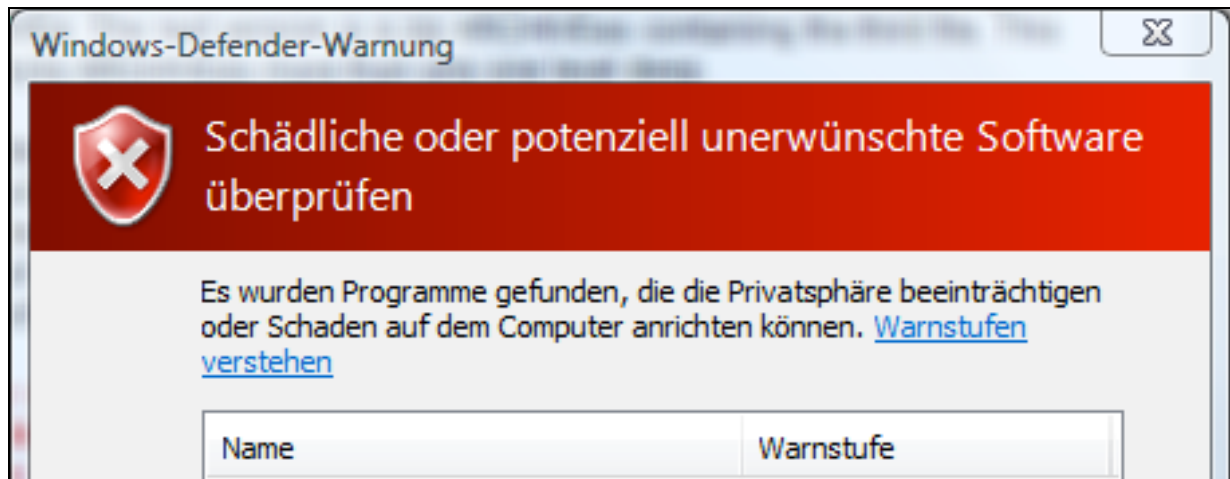 Windows-Defender-Warnung
Schädliche oder potenziell unerwünschte Software
überprüfen
Es wurden Programme gefunden, die die Privatsphäre beeinträchtigen
oder Schaden auf dem Computer anrichten können. Warnstufen
verstehen
Name Warnstufe